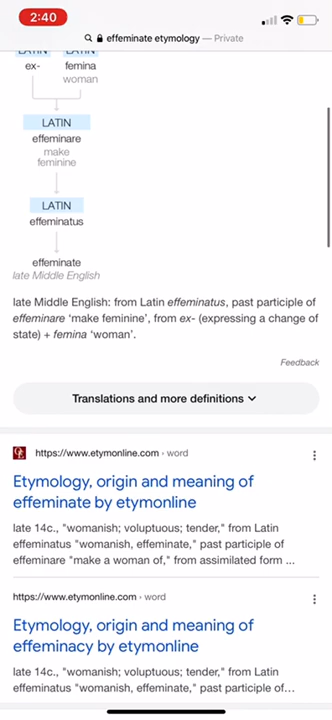 2:40
effeminate etymology — Private
LATIN LATIN
ex- femina
woman
LATIN
effeminare
make
feminine
LATIN
effeminatus
effeminate
late Middle English
late Middle English: from Latin effeminatus, past participle of
effeminare ‘make feminine’, from ex- (expressing a change of
state) + femina ‘woman’.
Feedback
Translations and more definitions
https://www.etymonline.com › word
Etymology, origin and meaning of
effeminate by etymonline
late 14c., "womanish; voluptuous; tender," from Latin
effeminatus "womanish, effeminate," past participle of
effeminare "make a woman of," from assimilated form ...
https://www.etymonline.com › word
Etymology, origin and meaning of
effeminacy by etymonline
late 14c., "womanish; voluptuous; tender," from Latin
effeminatus "womanish, effeminate," past participle of...